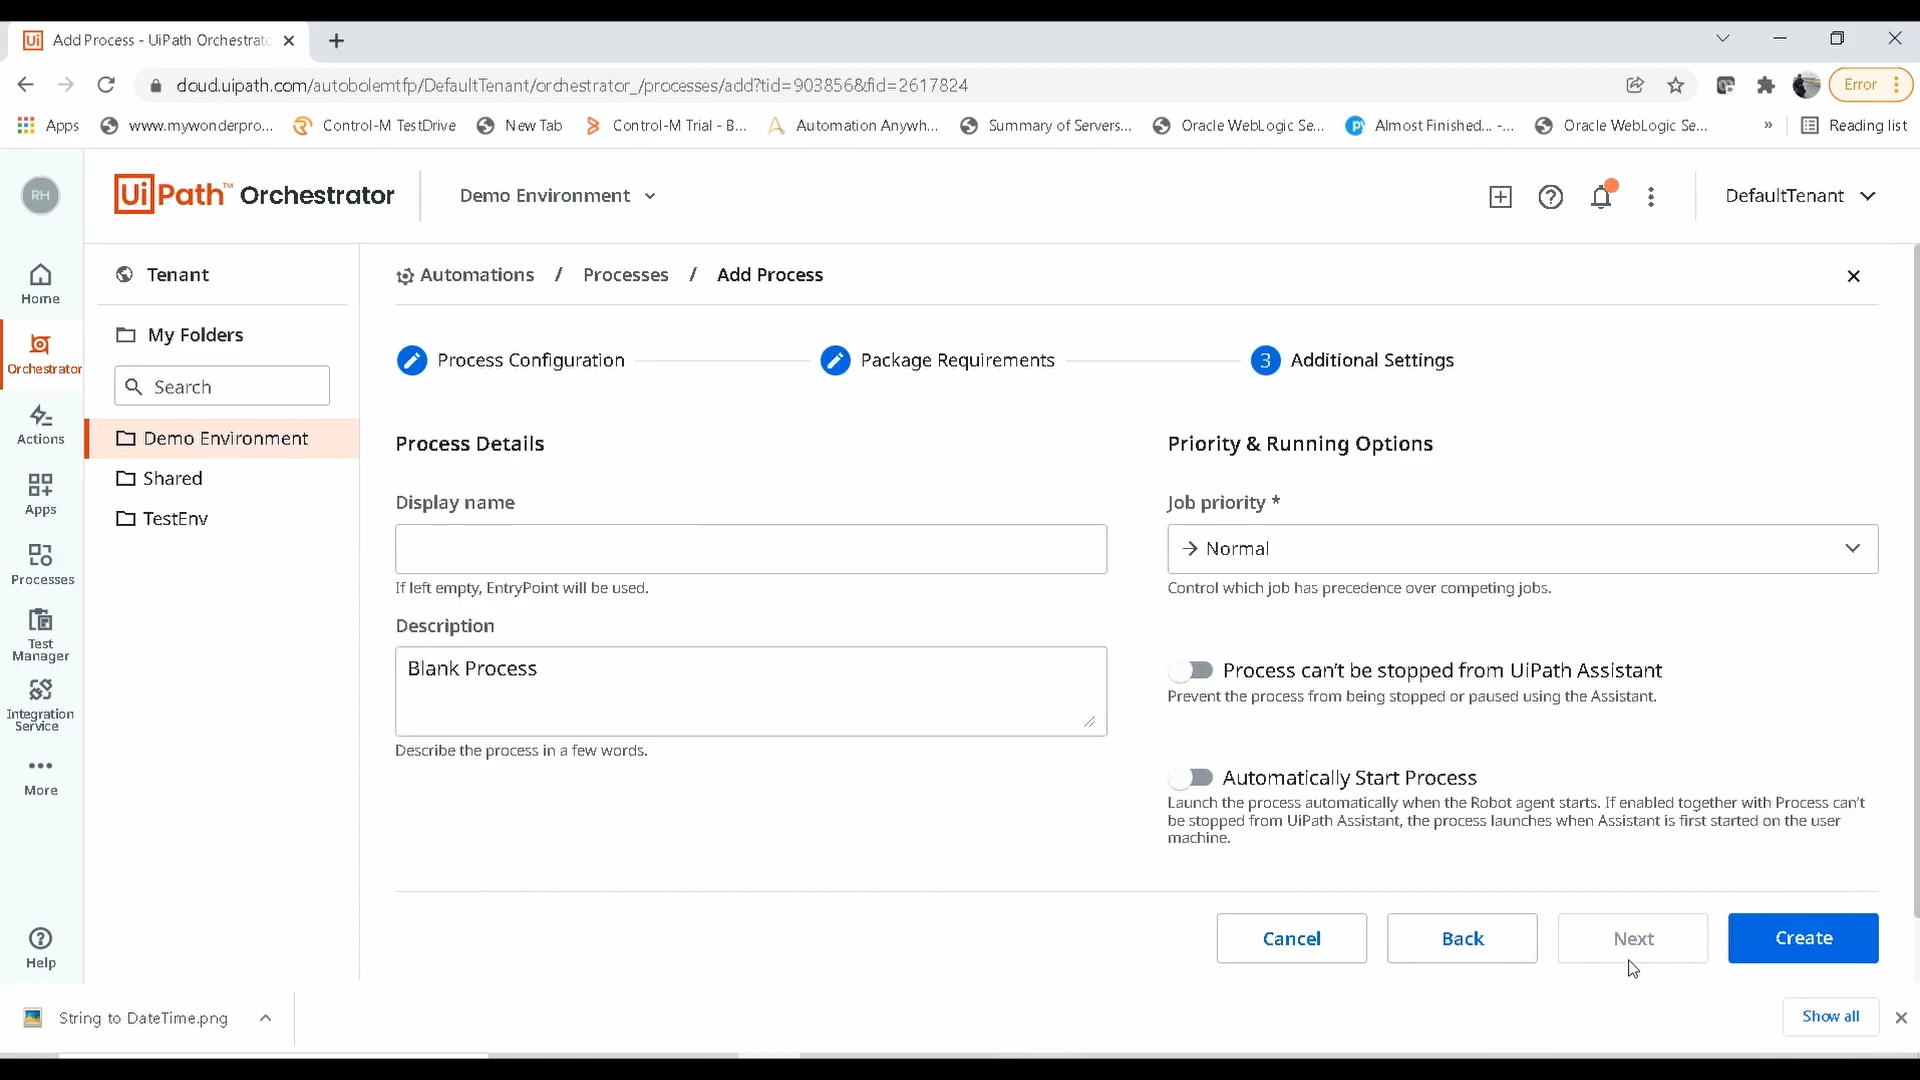 Add Process - UiPath Orchestrato
cloud.uipath.com/autobolemtfp/DefaultTenant/orchestrator_/processes/add?tid=903856&fid=2617824
Error
Apps
www.mywonderpro...
Control-M TestDrive
New Tab
Control-M Trial - B...
Automation Anywh...
Summary of Servers...
Oracle WebLogic Se...
Almost Finished... -...
Oracle WebLogic Se...
»
Reading list
RH
UiPath™ Orchestrator
Demo Environment
DefaultTenant
Home
Orchestrator
Actions
Apps
Processes
Test
Manager
Integration
Service
More
Help
Tenant
My Folders
Search
Demo Environment
Shared
TestEnv
Automations / Processes / Add Process
Process Configuration
Package Requirements
3 Additional Settings
Process Details
Display name
If left empty, EntryPoint will be used.
Description
Blank Process
Describe the process in a few words.
Priority & Running Options
Job priority *
Normal
Control which job has precedence over competing jobs.
Process can't be stopped from UiPath Assistant
Prevent the process from being stopped or paused using the Assistant.
Automatically Start Process
Launch the process automatically when the Robot agent starts. If enabled together with Process can't
be stopped from UiPath Assistant, the process launches when Assistant is first started on the user
machine.
Cancel
Back
Next
Create
String to DateTime.png
Show all